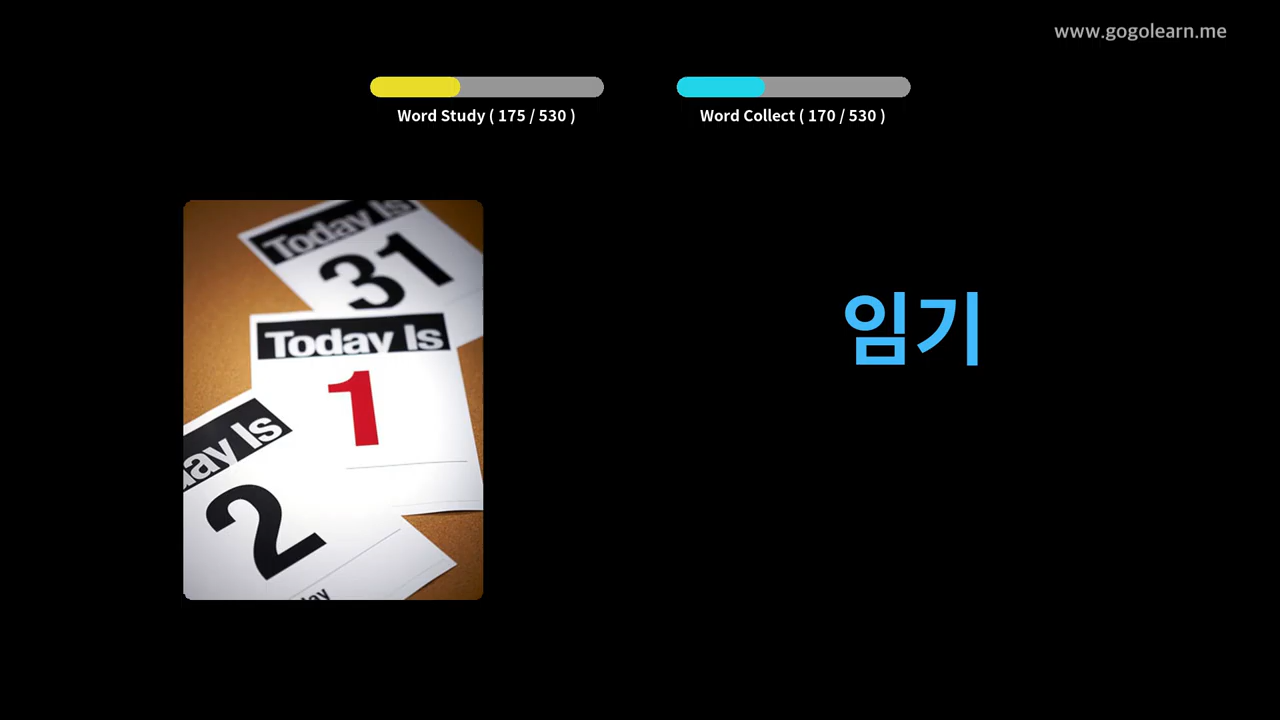 www.gogolearn.me
Word Study ( 175 / 530 )
Word Collect ( 170 / 530 )
Today Is
31
Today Is
1
ay Is
2
ay
임기